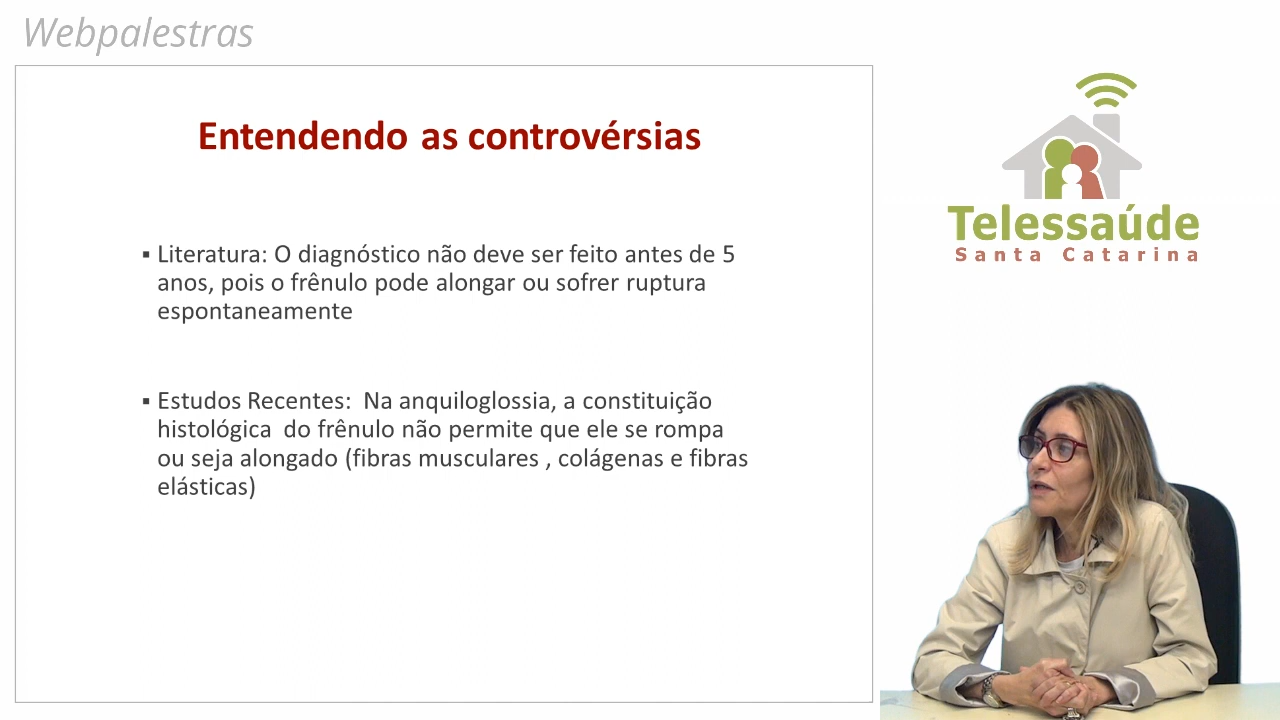 Webpalestras
Entendendo as controvérsias
▪ Literatura: O diagnóstico não deve ser feito antes de 5
anos, pois o frênulo pode alongar ou sofrer ruptura
espontaneamente
▪ Estudos Recentes:  Na anquiloglossia, a constituição
histológica  do frênulo não permite que ele se rompa
ou seja alongado (fibras musculares , colágenas e fibras
elásticas)
Telessaúde
Santa Catarina